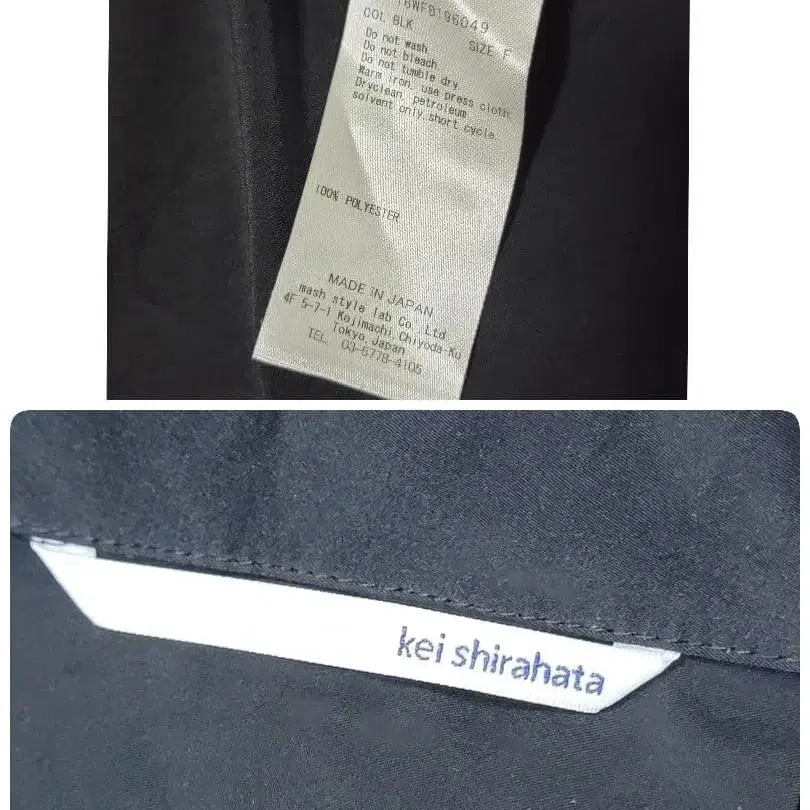 16WFD196049
COL BLK SIZE F
Do not wash
Do not bleach
Do not tumble dry
Warm iron, use press cloth
Dryclean, petroleum
solvent only.short cycle.
100% POLYESTER
MADE IN JAPAN
mash style lab Co., Ltd.
4F 5-7-1 Kojimachi, Chiyoda-Ku
Tokyo, Japan
TEL. 03-5778-4105
kei shirahata